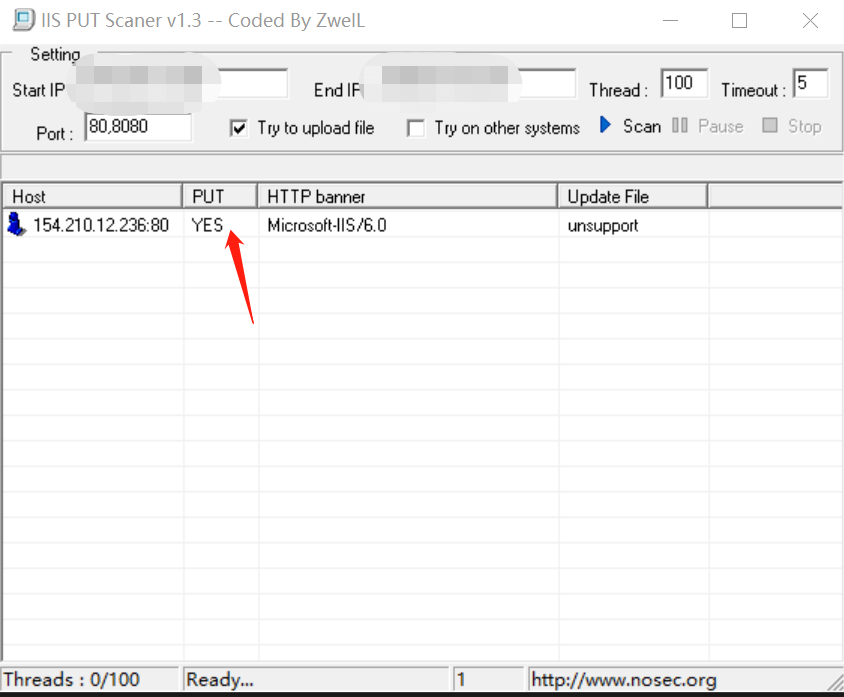 IIS PUT Scaner v1.3 -- Coded By ZwelL
Setting
Start IP End IP Thread : 100 Timeout : 5
Port : 80,8080 Try to upload file Try on other systems Scan Pause Stop
Host PUT HTTP banner Update File
154.210.12.236:80 YES Microsoft-IIS/6.0 unsupport
Threads : 0/100 Ready... 1 http://www.nosec.org